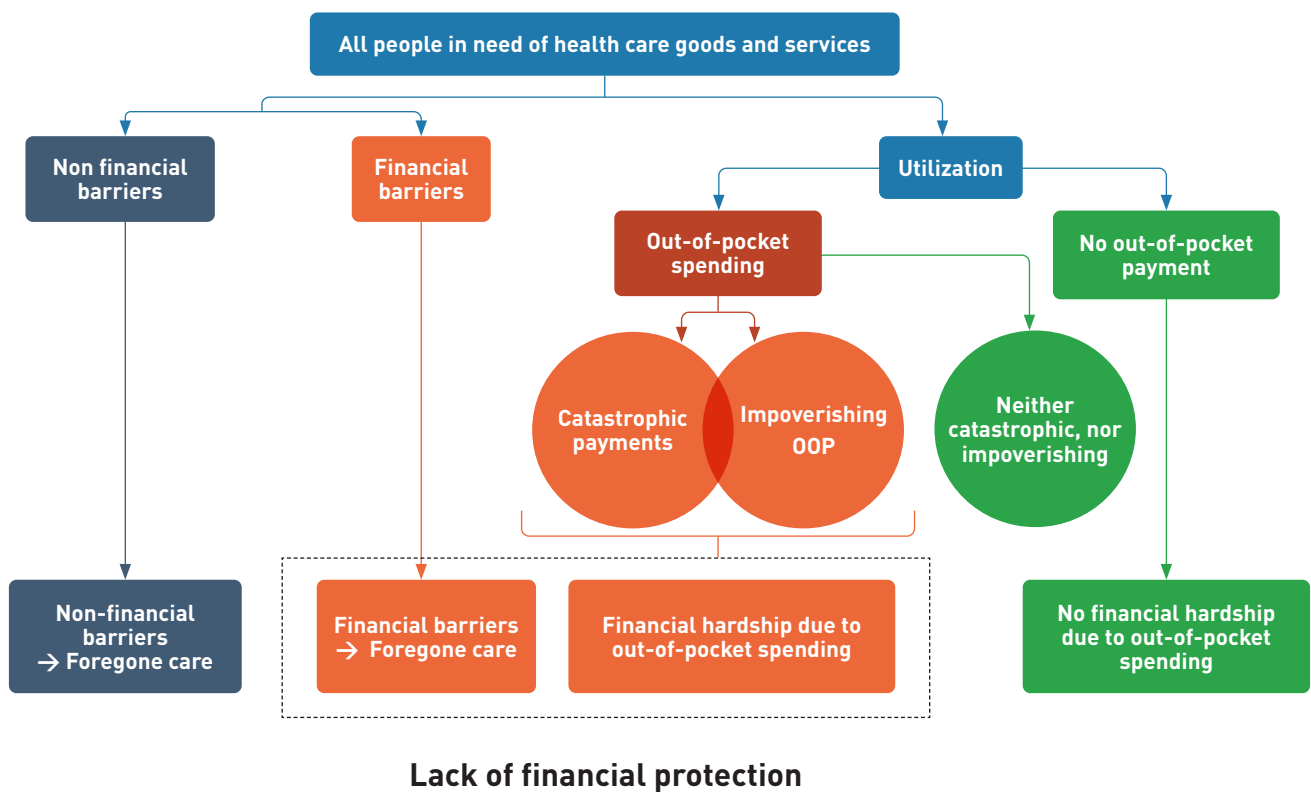 All people in need of health care goods and services
Non financial
barriers
Financial
barriers
Utilization
Out-of-pocket
spending
No out-of-pocket
payment
Catastrophic
payments
Impoverishing
OOP
Neither
catastrophic, nor
impoverishing
Non-financial
barriers
→ Foregone care
Financial barriers
→ Foregone care
Financial hardship due to
out-of-pocket spending
No financial hardship
due to out-of-pocket
spending
Lack of financial protection